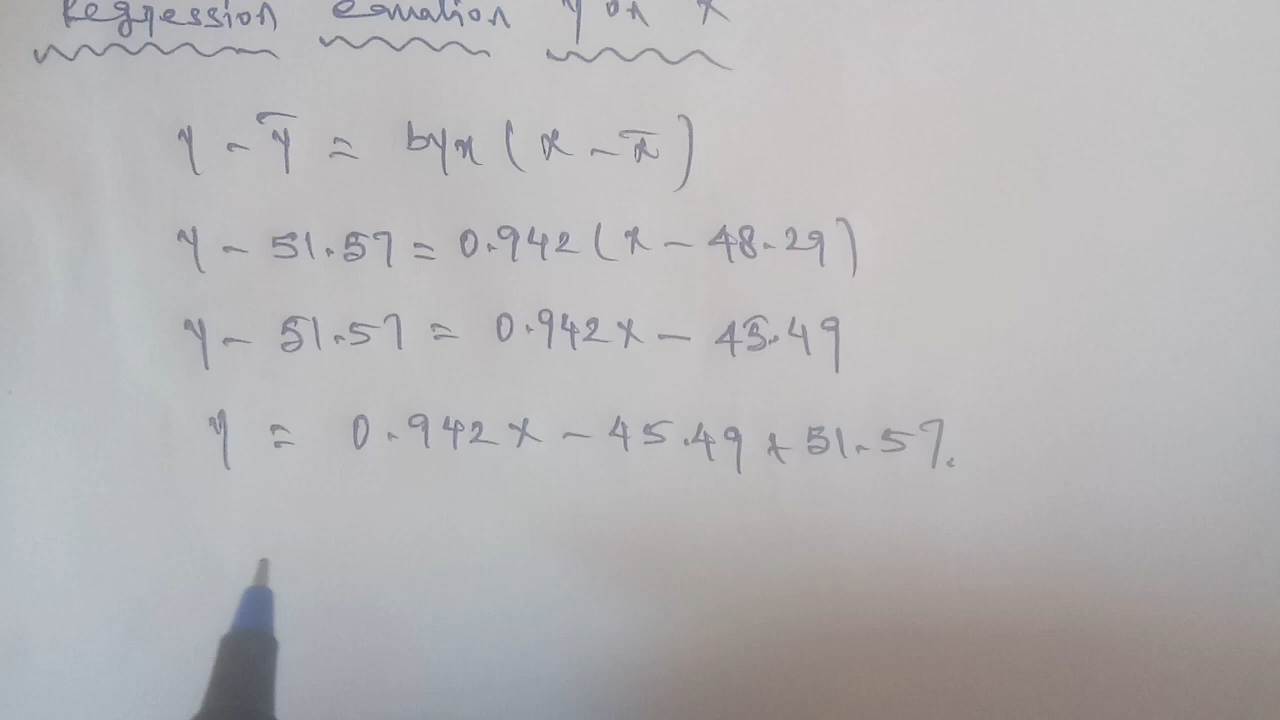 Regression equation y on x
y - ȳ = byx (x - x̄)
y - 51.57 = 0.942 (x - 48.29)
y - 51.57 = 0.942x - 45.49
y = 0.942x - 45.49 + 51.57.